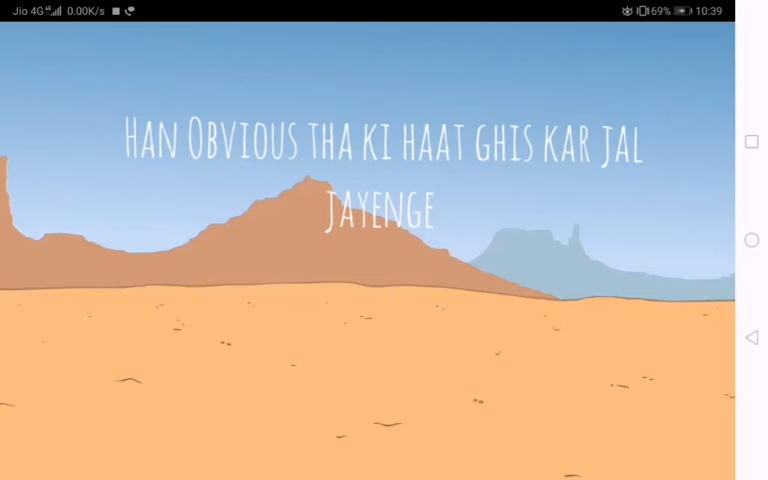 Jio 4G 0.00K/s 69% 10:39
HAN OBVIOUS THA KI HAAT GHIS KAR JAL
JAYENGE